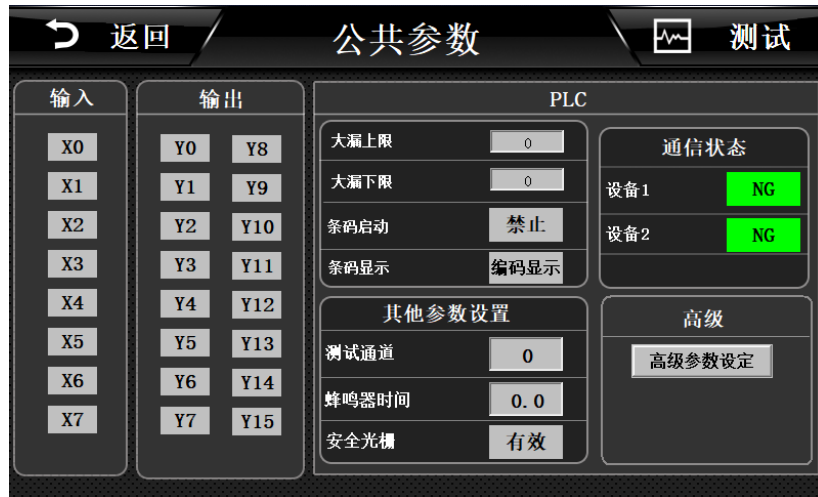 返回
公共参数
测试
输入
X0
X1
X2
X3
X4
X5
X6
X7
输出
Y0 Y8
Y1 Y9
Y2 Y10
Y3 Y11
Y4 Y12
Y5 Y13
Y6 Y14
Y7 Y15
PLC
大漏上限 0
大漏下限 0
条码启动 禁止
条码显示 编码显示
其他参数设置
测试通道 0
蜂鸣器时间 0.0
安全光栅 有效
通信状态
设备1 NG
设备2 NG
高级
高级参数设定